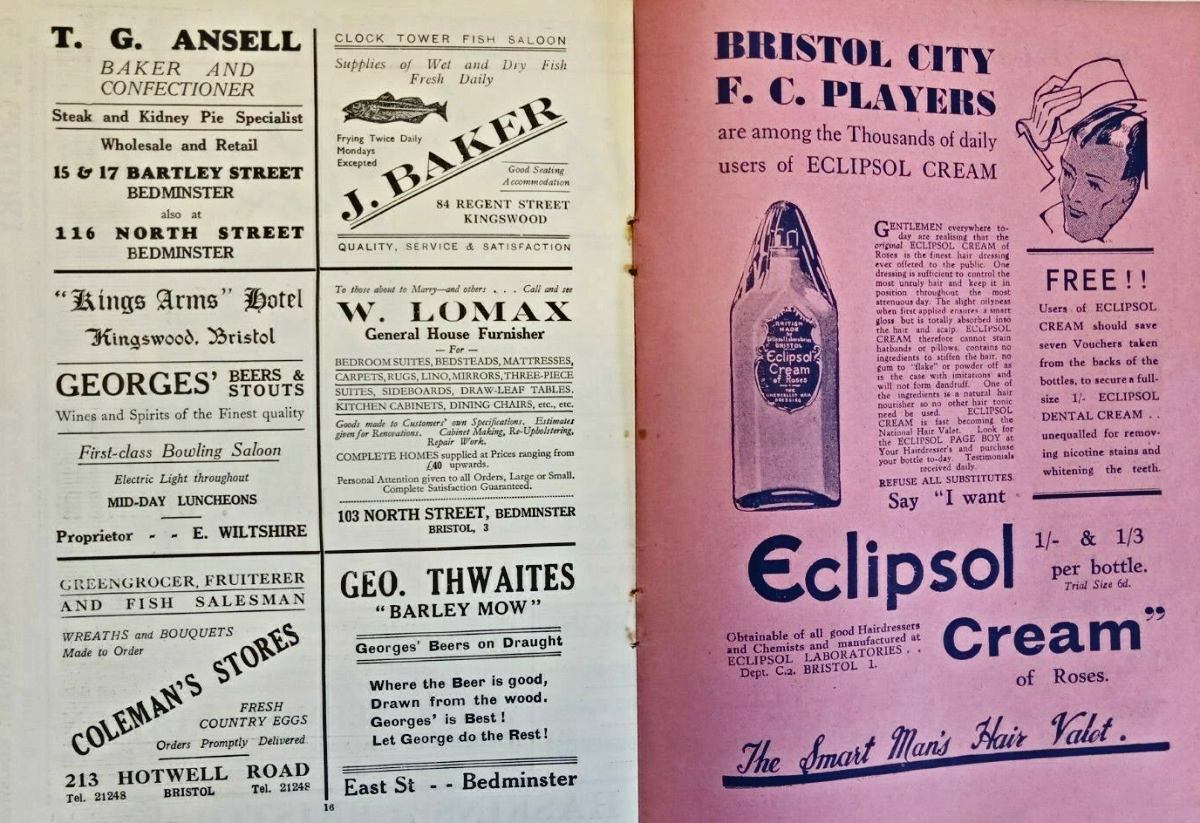 T. G. ANSELL
BAKER AND
CONFECTIONER
Steak and Kidney Pie Specialist
Wholesale and Retail
15 & 17 BARTLEY STREET
BEDMINSTER
also at
116 NORTH STREET
BEDMINSTER
"Kings Arms" Hotel
Kingswood, Bristol
GEORGES' BEERS &
STOUTS
Wines and Spirits of the Finest quality
First-class Bowling Saloon
Electric Light throughout
MID-DAY LUNCHEONS
Proprietor - - E. WILTSHIRE
GREENGROCER, FRUITERER
AND FISH SALESMAN
WREATHS and BOUQUETS
Made to Order
COLEMAN'S STORES
FRESH
COUNTRY EGGS
Orders Promptly Delivered.
213 HOTWELL ROAD
Tel. 21248 BRISTOL Tel. 21248
CLOCK TOWER FISH SALOON
Supplies of Wet and Dry Fish
Fresh Daily
Frying Twice Daily
Mondays
Excepted
J. BAKER
Good Seating
Accommodation
84 REGENT STREET
KINGSWOOD
QUALITY, SERVICE & SATISFACTION
To those about to Marry—and others . . . Call and see
W. LOMAX
General House Furnisher
— For —
BEDROOM SUITES, BEDSTEADS, MATTRESSES,
CARPETS, RUGS, LINO, MIRRORS, THREE-PIECE
SUITES, SIDEBOARDS, DRAW-LEAF TABLES,
KITCHEN CABINETS, DINING CHAIRS, etc., etc.
Goods made to Customers' own Specifications. Estimates
given for Renovations. Cabinet Making, Re-Upholstering,
Repair Work.
COMPLETE HOMES supplied at Prices ranging from
£40 upwards.
Personal Attention given to all Orders, Large or Small.
Complete Satisfaction Guaranteed.
103 NORTH STREET, BEDMINSTER
BRISTOL, 3
GEO. THWAITES
"BARLEY MOW"
Georges' Beers on Draught
Where the Beer is good,
Drawn from the wood.
Georges' is Best!
Let George do the Rest!
East St - - Bedminster
16
BRISTOL CITY
F. C. PLAYERS
are among the Thousands of daily
users of ECLIPSOL CREAM
BRITISH
MADE
by
Eclipsol Laboratories
BRISTOL
Eclipsol
Cream
of Roses
THE
UNEXCELLED HAIR
DRESSING
GENTLEMEN everywhere to-
day are realising that the
original ECLIPSOL CREAM of
Roses is the finest hair dressing
ever offered to the public. One
dressing is sufficient to control the
most unruly hair and keep it in
position throughout the most
strenuous day. The slight oilyness
when first applied ensures a smart
gloss but is totally absorbed into
the hair and scalp. ECLIPSOL
CREAM therefore cannot stain
hatbands or pillows, contains no
ingredients to stiffen the hair, no
gum to "flake" or powder off as
is the case with imitations and
will not form dandruff. One of
the ingredients is a natural hair
nourisher so no other hair tonic
need be used. ECLIPSOL
CREAM is fast becoming the
National Hair Valet. Look for
the ECLIPSOL PAGE BOY at
Your Hairdresser's and purchase
your bottle to-day. Testimonials
received daily.
REFUSE ALL SUBSTITUTES.
Say "I want
FREE!!
Users of ECLIPSOL
CREAM should save
seven Vouchers taken
from the backs of the
bottles, to secure a full-
size 1/- ECLIPSOL
DENTAL CREAM . .
unequalled for remov-
ing nicotine stains and
whitening the teeth.
Eclipsol
1/- & 1/3
per bottle.
Trial Size 6d.
Obtainable of all good Hairdressers
and Chemists and manufactured at
ECLIPSOL LABORATORIES . .
Dept. C.2. BRISTOL 1.
Cream"
of Roses.
The Smart Man's Hair Valet.